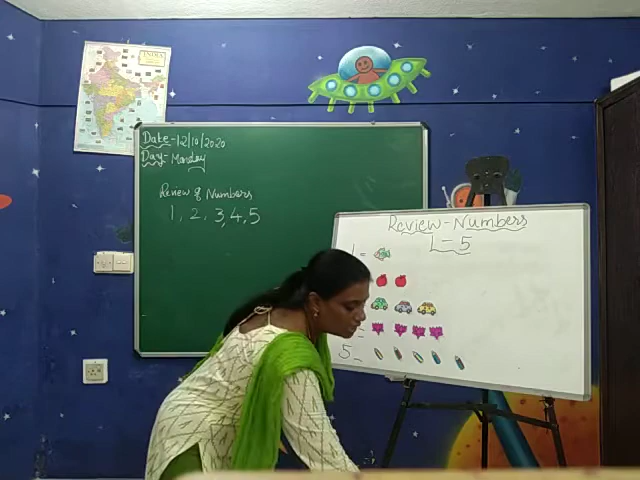 INDIA
Date-12/10/2020
Day-Monday
Review of Numbers
1, 2, 3, 4, 5
Review-Numbers
1-5
1=
5-